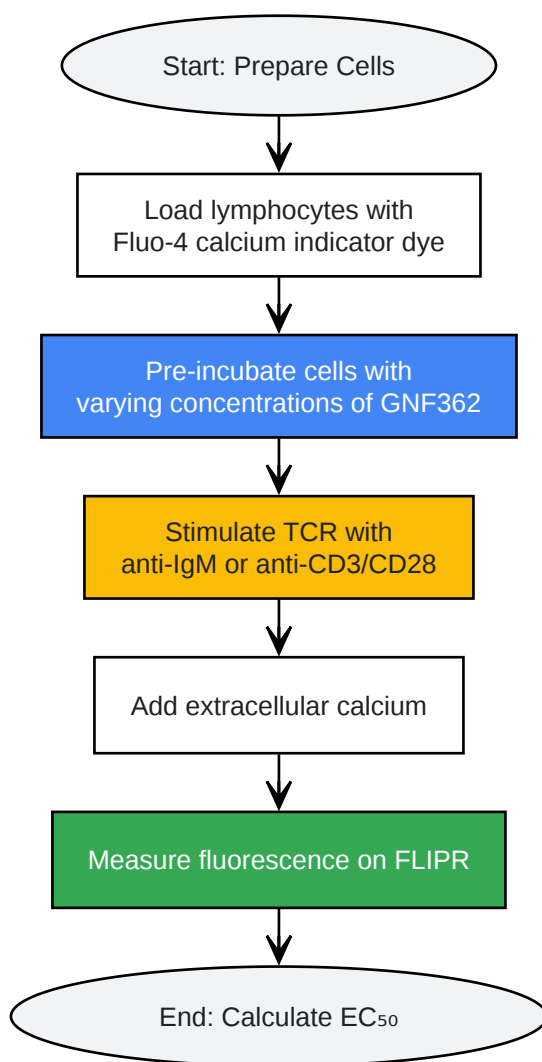 Start: Prepare Cells
Load lymphocytes with
Fluo-4 calcium indicator dye
Pre-incubate cells with
varying concentrations of GNF362
Stimulate TCR with
anti-IgM or anti-CD3/CD28
Add extracellular calcium
Measure fluorescence on FLIPR
End: Calculate EC₅₀